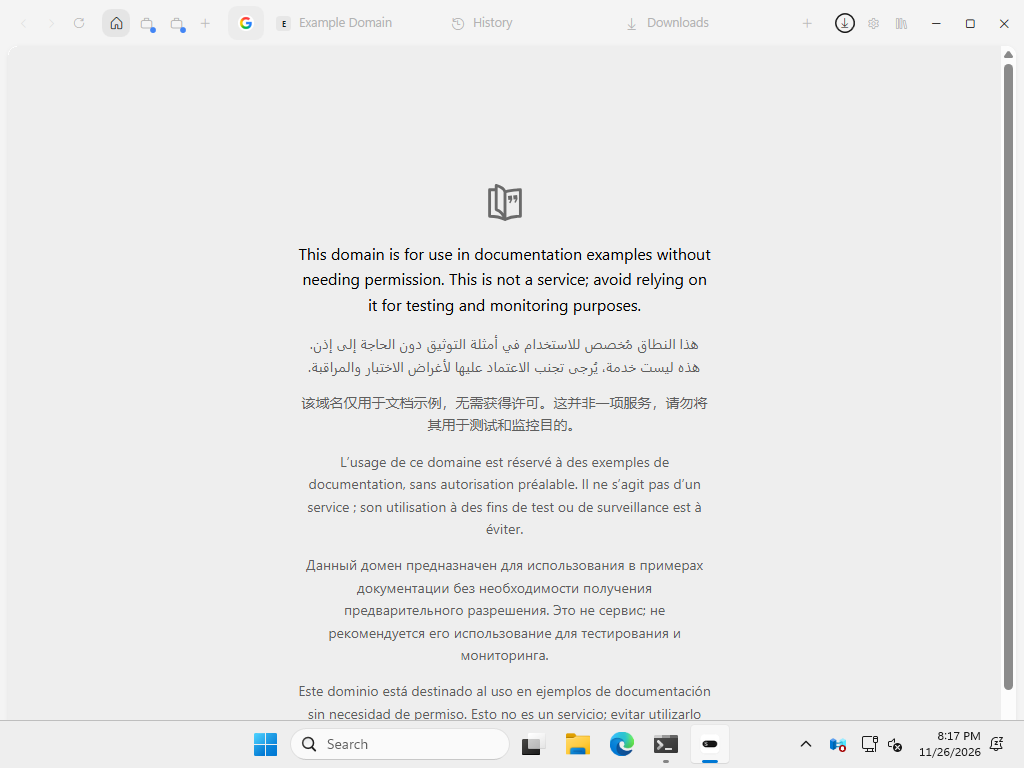 E Example Domain History Downloads
This domain is for use in documentation examples without
needing permission. This is not a service; avoid relying on
it for testing and monitoring purposes.
هذا النطاق مُخصص للاستخدام في أمثلة التوثيق دون الحاجة إلى إذن.
هذه ليست خدمة، يُرجى تجنب الاعتماد عليها لأغراض الاختبار والمراقبة.
该域名仅用于文档示例，无需获得许可。这并非一项服务，请勿将
其用于测试和监控目的。
L’usage de ce domaine est réservé à des exemples de
documentation, sans autorisation préalable. Il ne s’agit pas d’un
service ; son utilisation à des fins de test ou de surveillance est à
éviter.
Данный домен предназначен для использования в примерах
документации без необходимости получения
предварительного разрешения. Это не сервис; не
рекомендуется его использование для тестирования и
мониторинга.
Este dominio está destinado al uso en ejemplos de documentación
sin necesidad de permiso. Esto no es un servicio; evitar utilizarlo
Search
8:17 PM
11/26/2026